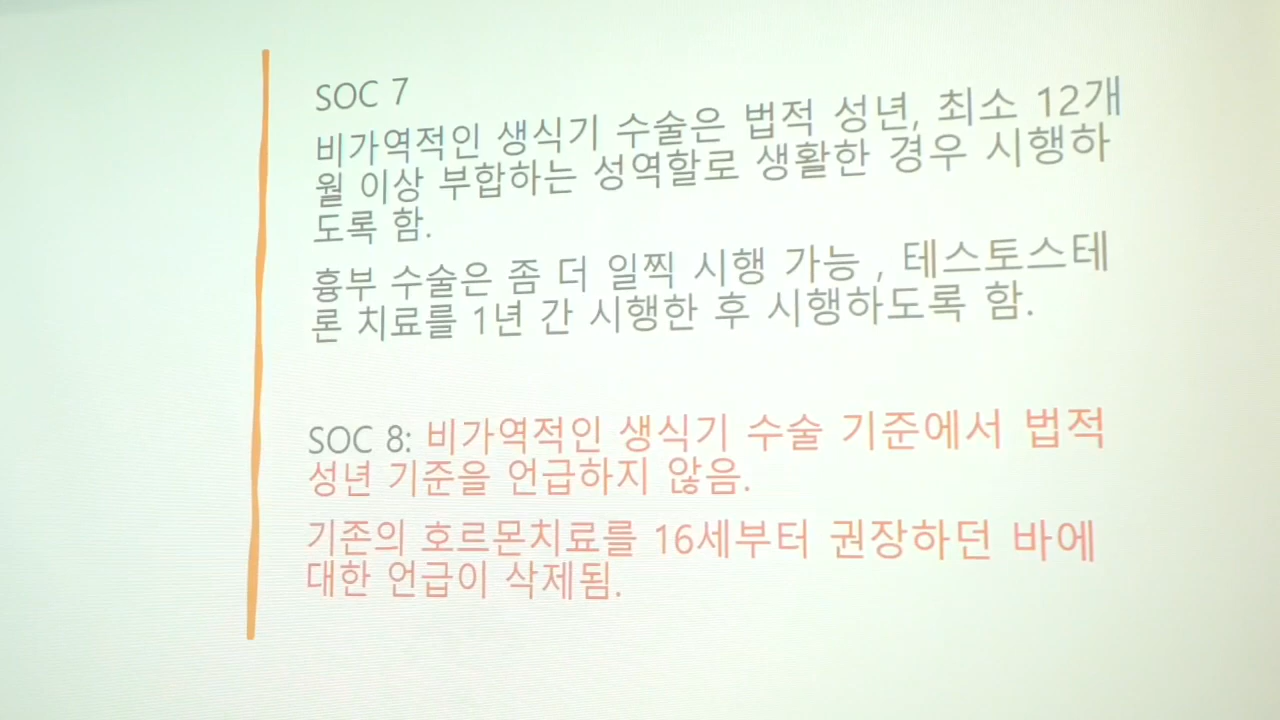 SOC 7
비가역적인 생식기 수술은 법적 성년, 최소 12개
월 이상 부합하는 성역할로 생활한 경우 시행하
도록 함.
흉부 수술은 좀 더 일찍 시행 가능 , 테스토스테
론 치료를 1년 간 시행한 후 시행하도록 함.
SOC 8: 비가역적인 생식기 수술 기준에서 법적
성년 기준을 언급하지 않음.
기존의 호르몬치료를 16세부터 권장하던 바에
대한 언급이 삭제됨.